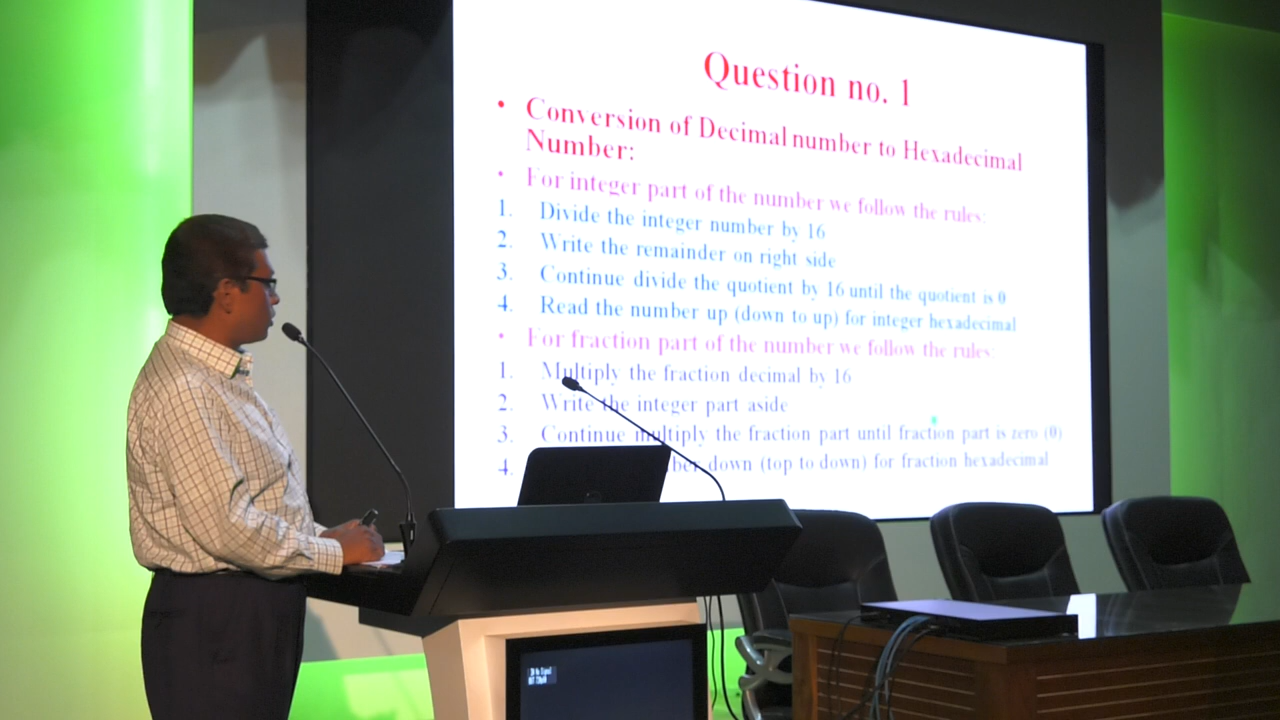 Question no. 1
• Conversion of Decimal number to Hexadecimal
Number:
• For integer part of the number we follow the rules:
1. Divide the integer number by 16
2. Write the remainder on right side
3. Continue divide the quotient by 16 until the quotient is 0
4. Read the number up (down to up) for integer hexadecimal
• For fraction part of the number we follow the rules:
1. Multiply the fraction decimal by 16
2. Write the integer part aside
3. Continue multiply the fraction part until fraction part is zero (0)
4. down (top to down) for fraction hexadecimal